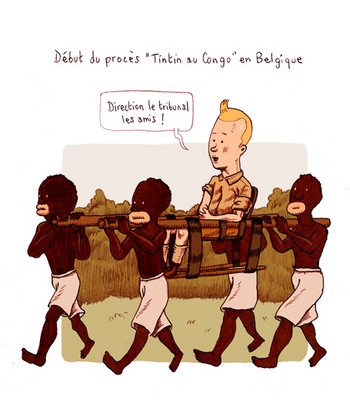 Début du procès "Tintin au Congo" en Belgique
Direction le tribunal
les amis !